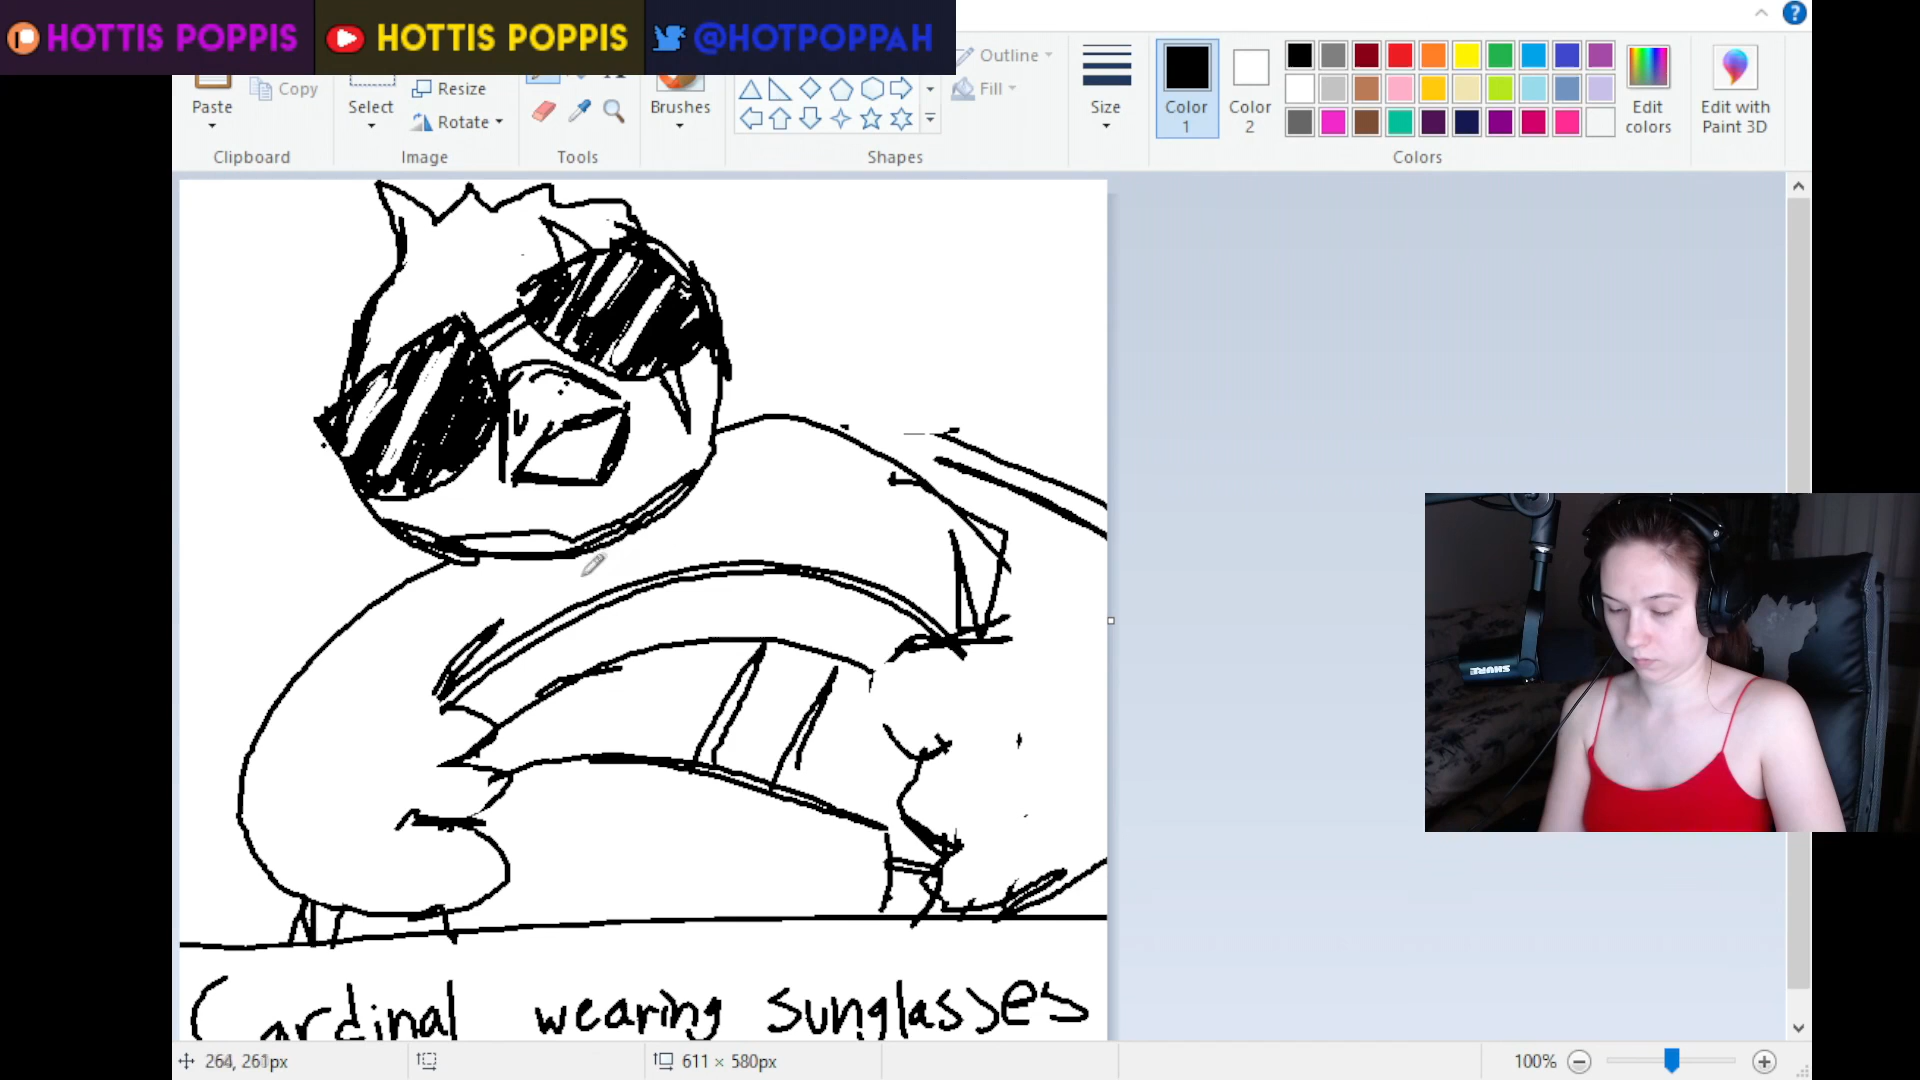 HOTTIS POPPIS HOTTIS POPPIS @HOTPOPPAH
Outline
Paste Copy Select Resize Rotate Brushes Fill Size Color 1 Color 2 Edit colors Edit with Paint 3D
Clipboard Image Tools Shapes Colors
SHURE
Cardinal wearing sunglasses
264, 261px 611 × 580px 100%